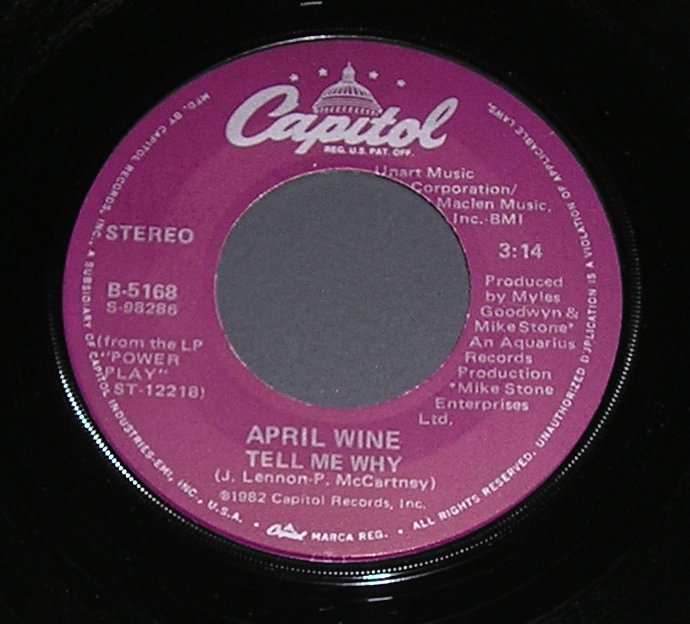 Capitol
REG. U.S. PAT. OFF.
Unart Music
Corporation/
Maclen Music,
Inc.-BMI
STEREO
3:14
B-5168
S-98286
Produced
by Myles
Goodwyn &
Mike Stone*
An Aquarius
Records
Production
*Mike Stone
Enterprises
Ltd.
(from the LP
"POWER
PLAY"
ST-12218)
APRIL WINE
TELL ME WHY
(J. Lennon-P. McCartney)
©1982 Capitol Records, Inc.
MFD. BY CAPITOL RECORDS, INC., A SUBSIDIARY OF CAPITOL INDUSTRIES-EMI, INC., U.S.A. • Capitol MARCA REG. • ALL RIGHTS RESERVED. UNAUTHORIZED DUPLICATION IS A VIOLATION OF APPLICABLE LAWS.